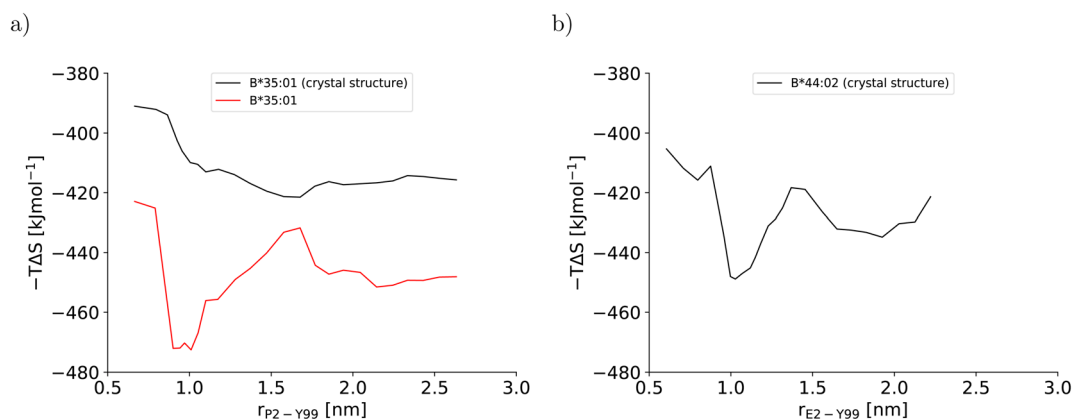 a)
−380
−400
−420
−440
−460
−480
−TΔS [kJmol⁻¹]
B*35:01 (crystal structure)
B*35:01
0.5 1.0 1.5 2.0 2.5 3.0
r_P2−Y99 [nm]
b)
−380
−400
−420
−440
−460
−480
−TΔS [kJmol⁻¹]
B*44:02 (crystal structure)
0.5 1.0 1.5 2.0 2.5 3.0
r_E2−Y99 [nm]